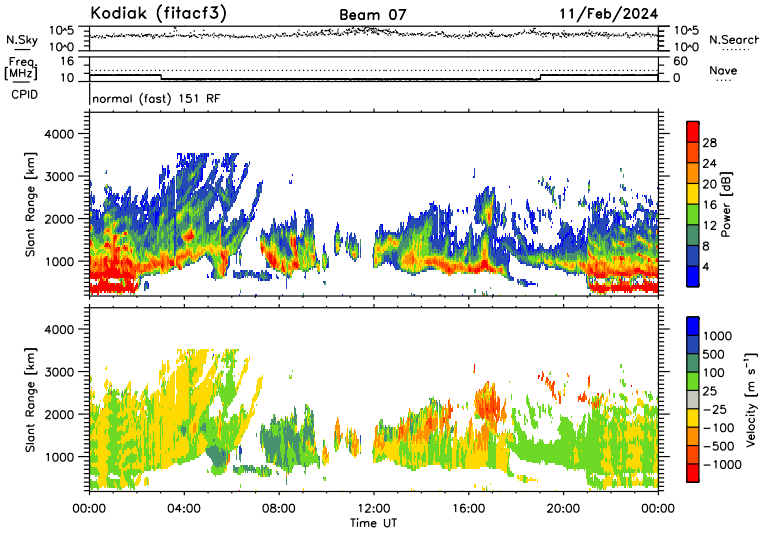 Kodiak (fitacf3) Beam 07 11/Feb/2024
N.Sky 10^5 10^0 10^5 10^0 N.Search
Freq. [MHz] 16 10 60 0 Nave
CPID normal (fast) 151 RF
Slant Range [km] 4000 3000 2000 1000
Power [dB] 28 24 20 16 12 8 4
Slant Range [km] 4000 3000 2000 1000
Velocity [m s⁻¹] 1000 500 100 25 −25 −100 −500 −1000
00:00 04:00 08:00 12:00 16:00 20:00 00:00
Time UT